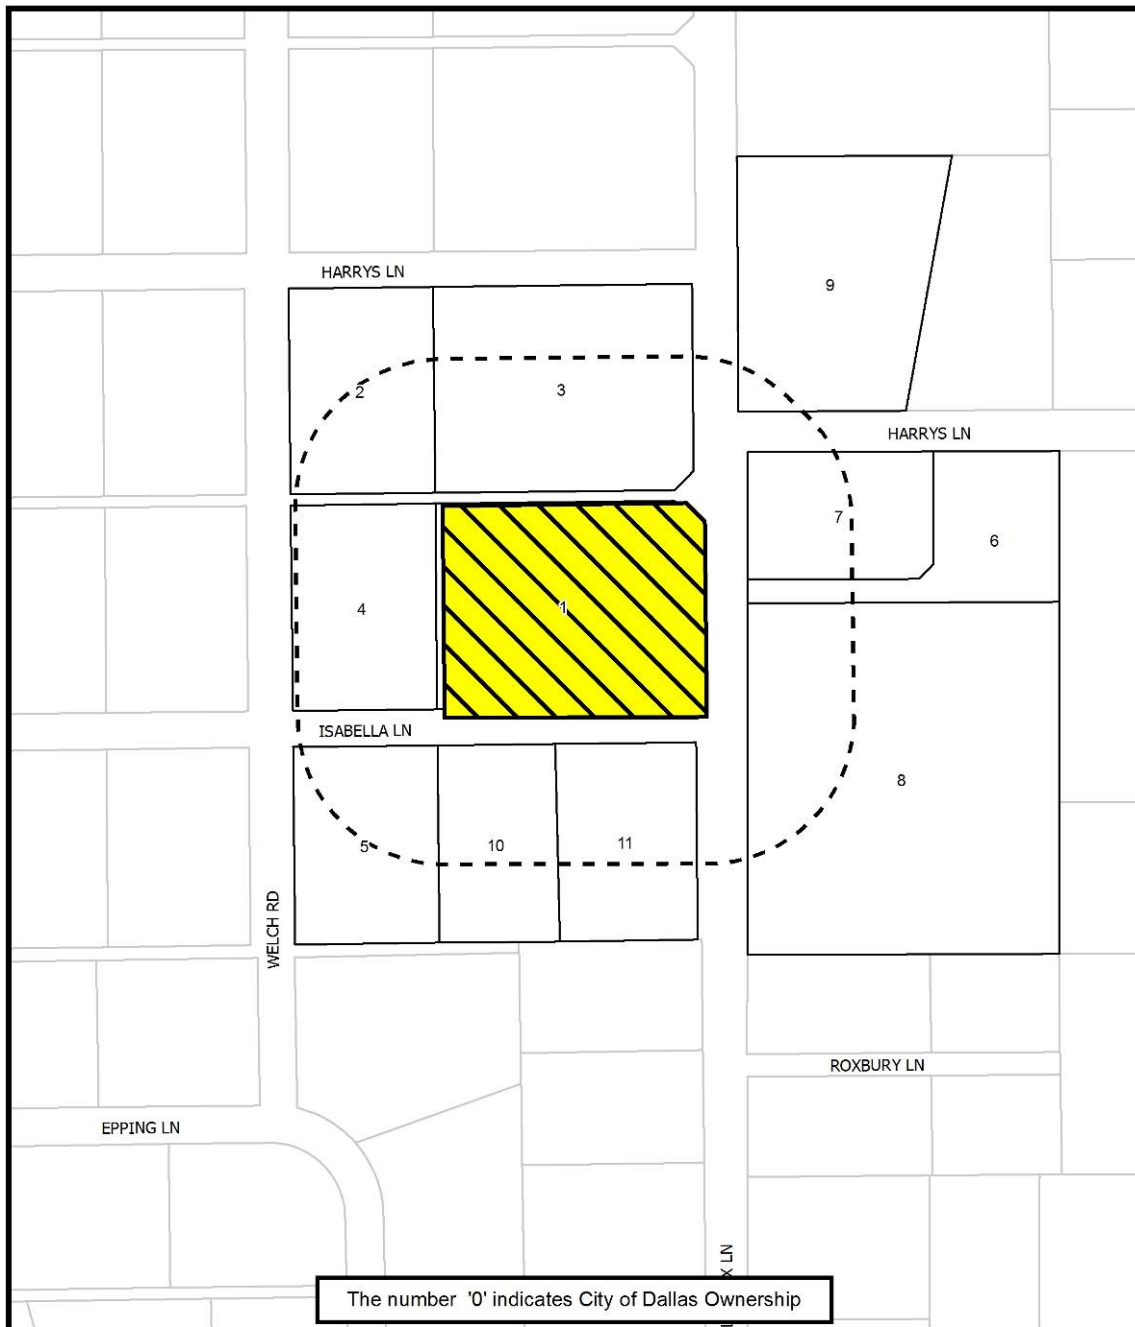 HARRYS LN
9
2
3
HARRYS LN
7
6
4
1
ISABELLA LN
8
5
10
11
WELCH RD
ROXBURY LN
EPPING LN
LN
The number '0' indicates City of Dallas Ownership